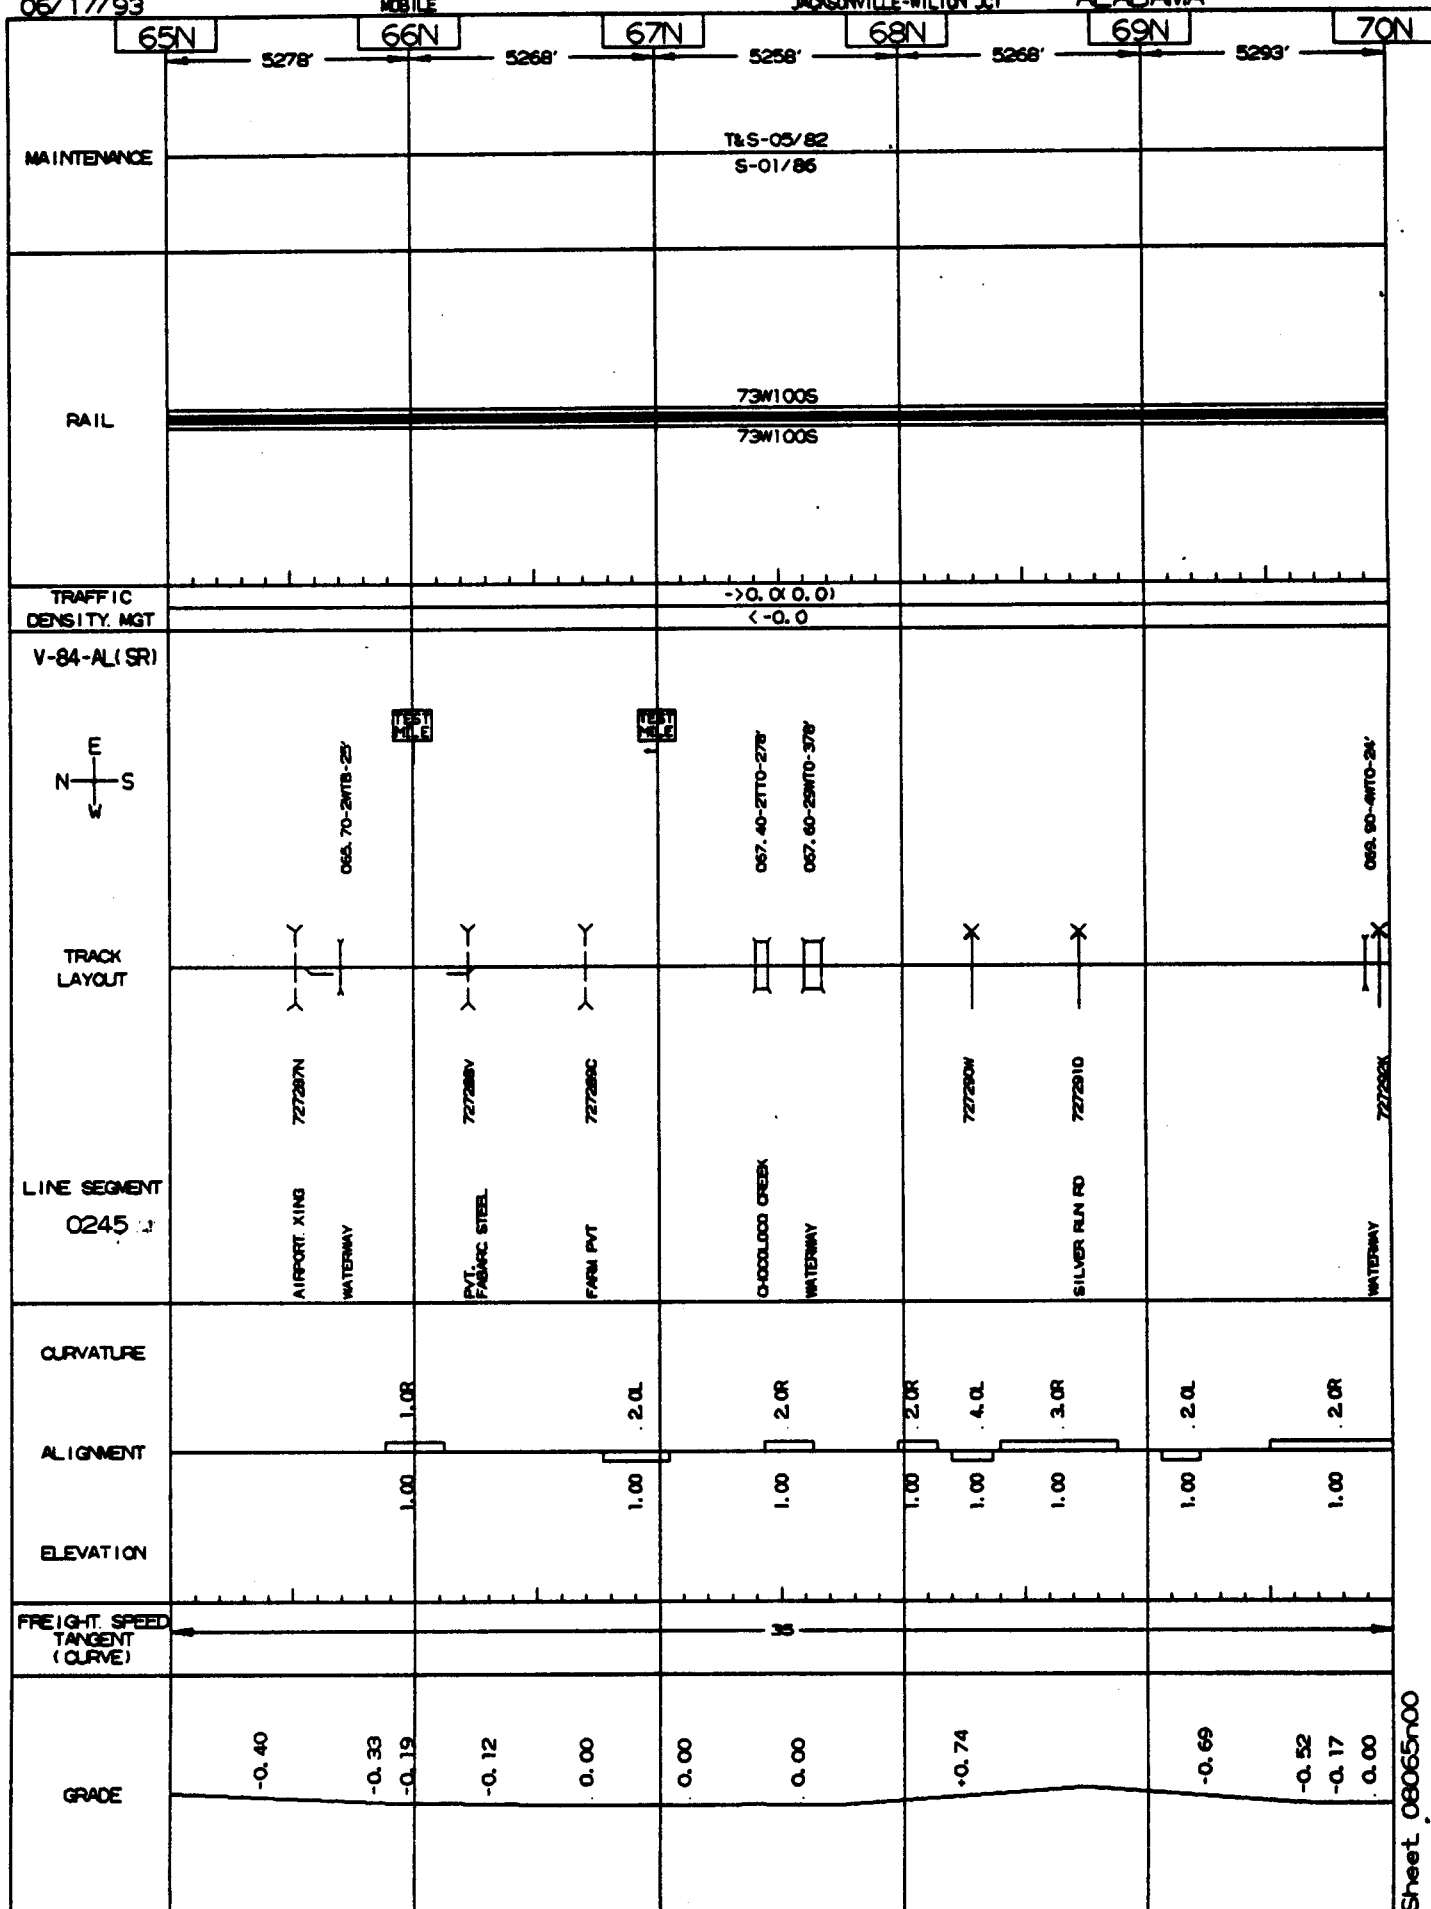 06/17/93 MOBILE JACKSONVILLE-WILTON JCT ALABAMA
65N 66N 67N 68N 69N 70N
5278' 5268' 5258' 5268' 5293'
MAINTENANCE
T&S-05/82
S-01/86
RAIL
73W100S
73W100S
TRAFFIC
DENSITY. MGT
->0.0(0.0)
<-0.0
V-84-AL(SR)
TEST
MILE
TEST
MILE
E
N S
W
065.70-2WTB-25'
067.40-2TTO-278'
067.60-29WTO-378'
069.90-4WTO-24'
TRACK
LAYOUT
727287N
727288V
727289C
727290W
727291D
727292K
LINE SEGMENT
0245
AIRPORT. XING
WATERWAY
PVT.
FABARC STEEL
FARM PVT
CHOCOLOCO CREEK
WATERWAY
SILVER RUN RD
WATERWAY
CURVATURE
1.0R 2.0L 2.0R 2.0R 4.0L 3.0R 2.0L 2.0R
ALIGNMENT
1.00 1.00 1.00 1.00 1.00 1.00 1.00 1.00
ELEVATION
FREIGHT. SPEED
TANGENT
(CURVE)
35
GRADE
-0.40 -0.33 -0.19 -0.12 0.00 0.00 0.00 +0.74 -0.69 -0.52 -0.17 0.00
Sheet 08065n00